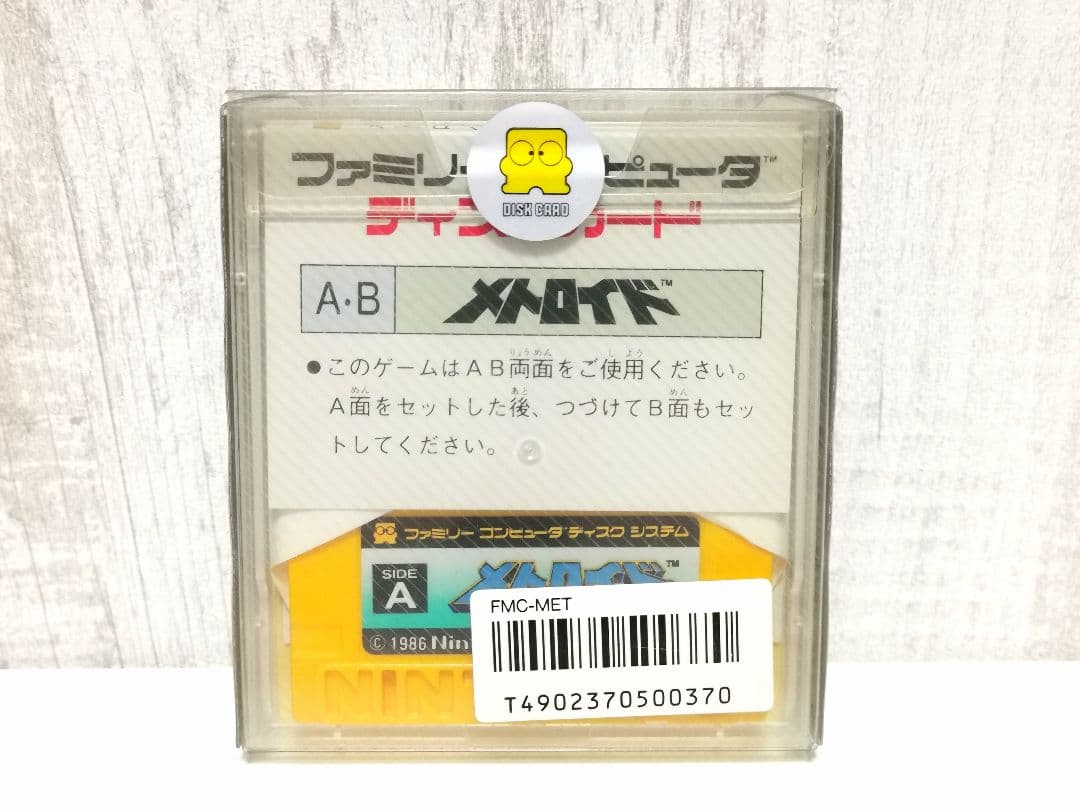 ファミリー ピュータ™
DISK CARD
ディス カード
A・B メトロイド™
りょうめん しよう
●このゲームはAB両面をご使用ください。
めん あと めん
A面をセットした後、つづけてB面もセッ
トしてください。
ファミリー コンピュータ ディスク システム
SIDE
A
メトロイド™
© 1986 Nin
NIN
FMC-MET
T4902370500370